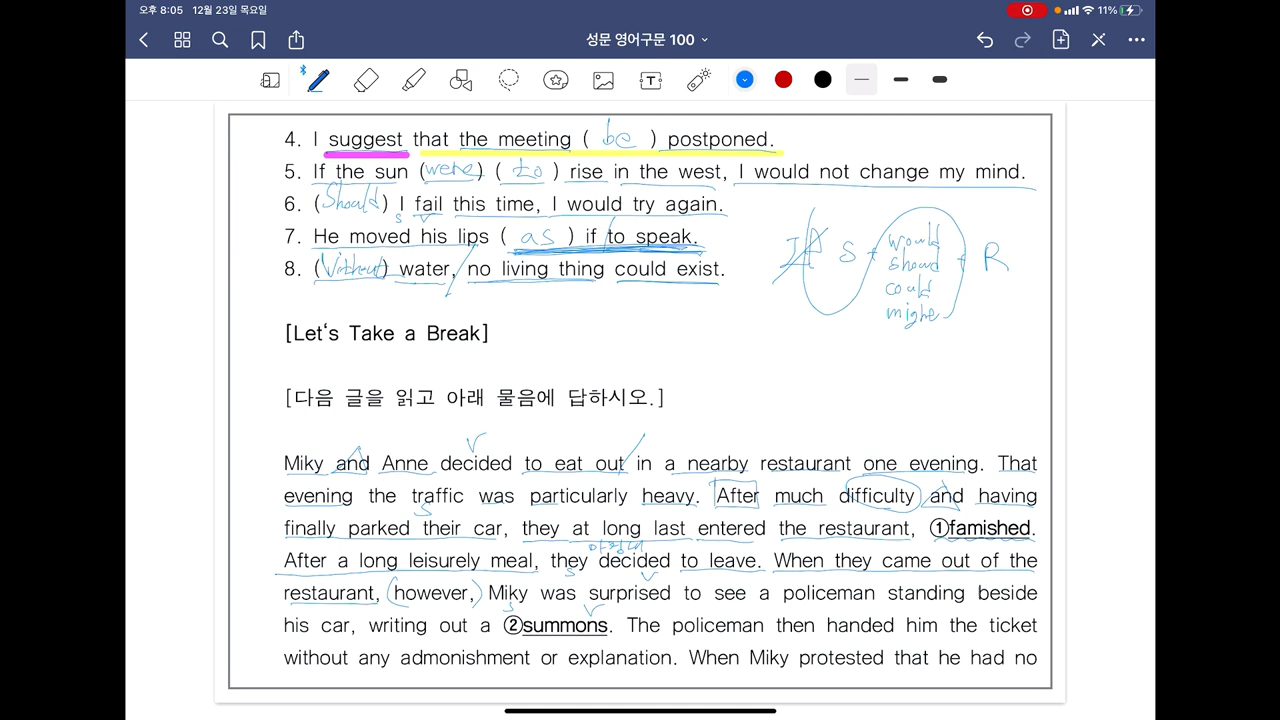 오후 8:05 12월 23일 목요일
11%
성문 영어구문 100
4. I suggest that the meeting ( be ) postponed.
5. If the sun (were) ( to ) rise in the west, I would not change my mind.
6. (Should) I fail this time, I would try again.
s v
7. He moved his lips ( as ) if to speak.
8. (Without) water, no living thing could exist.
If S + would + R
should
could
might
[Let's Take a Break]
[다음 글을 읽고 아래 물음에 답하시오.]
Miky and Anne decided to eat out in a nearby restaurant one evening. That
evening the traffic was particularly heavy. After much difficulty and having
s
finally parked their car, they at long last entered the restaurant, ①famished.
After a long leisurely meal, they decided to leave. When they came out of the
s v
restaurant, (however,) Miky was surprised to see a policeman standing beside
s v
his car, writing out a ②summons. The policeman then handed him the ticket
without any admonishment or explanation. When Miky protested that he had no